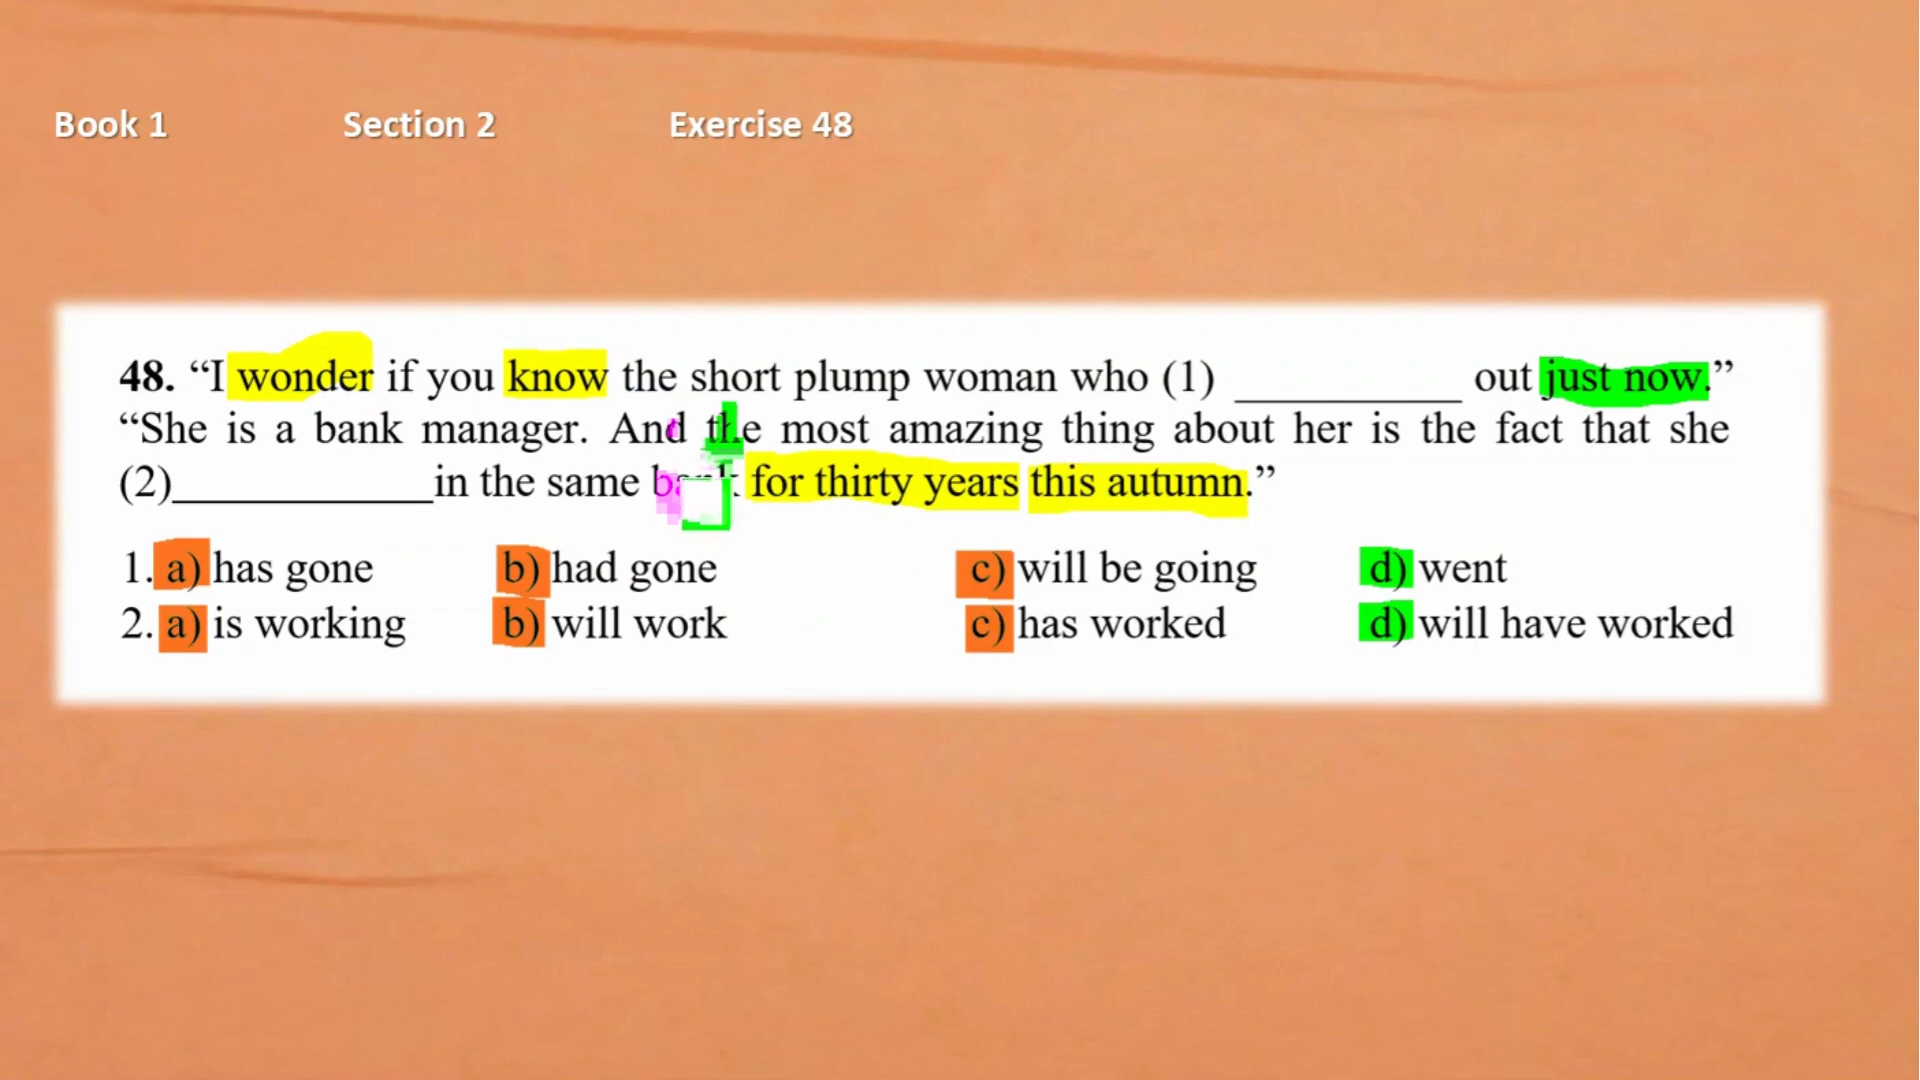 Book 1 Section 2 Exercise 48
48. “I wonder if you know the short plump woman who (1) __________ out just now.”
“She is a bank manager. And the most amazing thing about her is the fact that she
(2)____________in the same bank for thirty years this autumn.”
1. a) has gone b) had gone c) will be going d) went
2. a) is working b) will work c) has worked d) will have worked